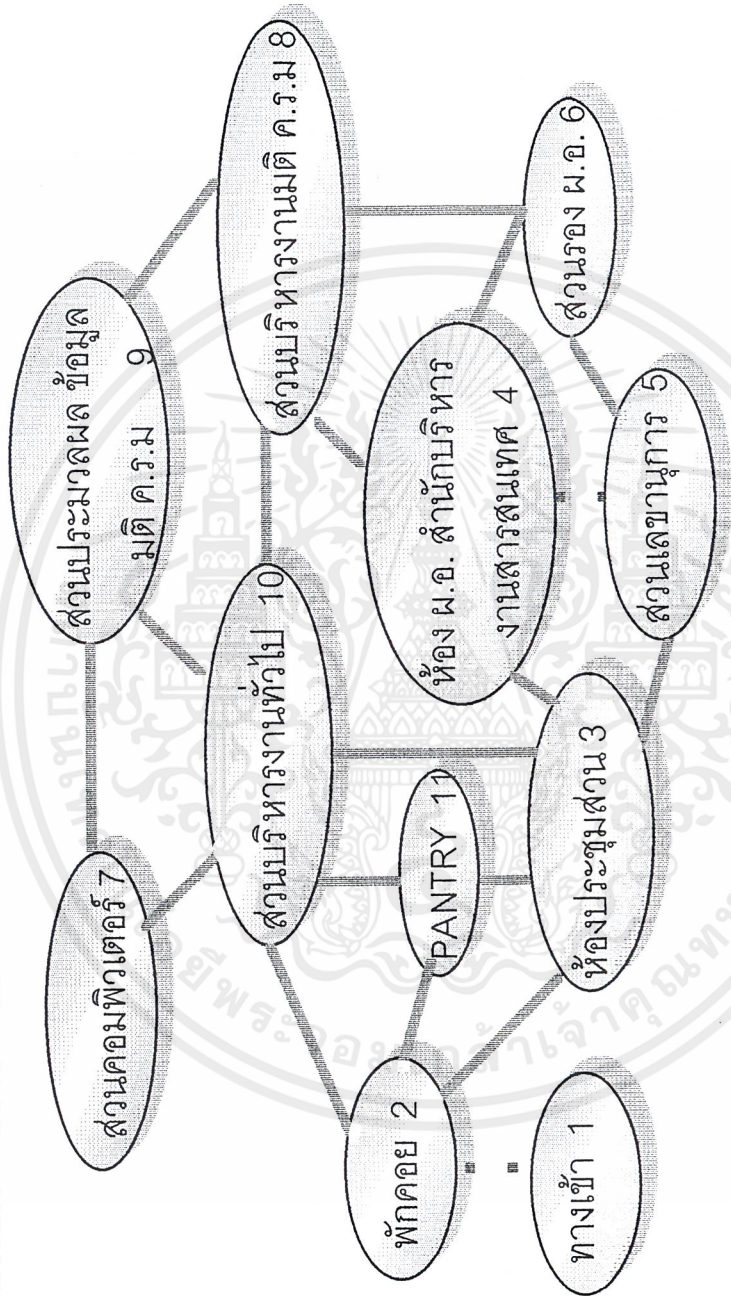 ส่วนคอมพิวเตอร์ 7
ส่วนประมวลผล ข้อมูล
มติ ค.ร.ม 9
ส่วนบริหารงานมติ ค.ร.ม 8
ส่วนบริหารงานทั่วไป 10
พักคอย 2
PANTRY 11
ห้อง ผ.อ. สำนักบริหาร
งานสารสนเทศ 4
ส่วนรอง ผ.อ. 6
ทางเข้า 1
ห้องประชุมส่วน 3
ส่วนเลขานุการ 5